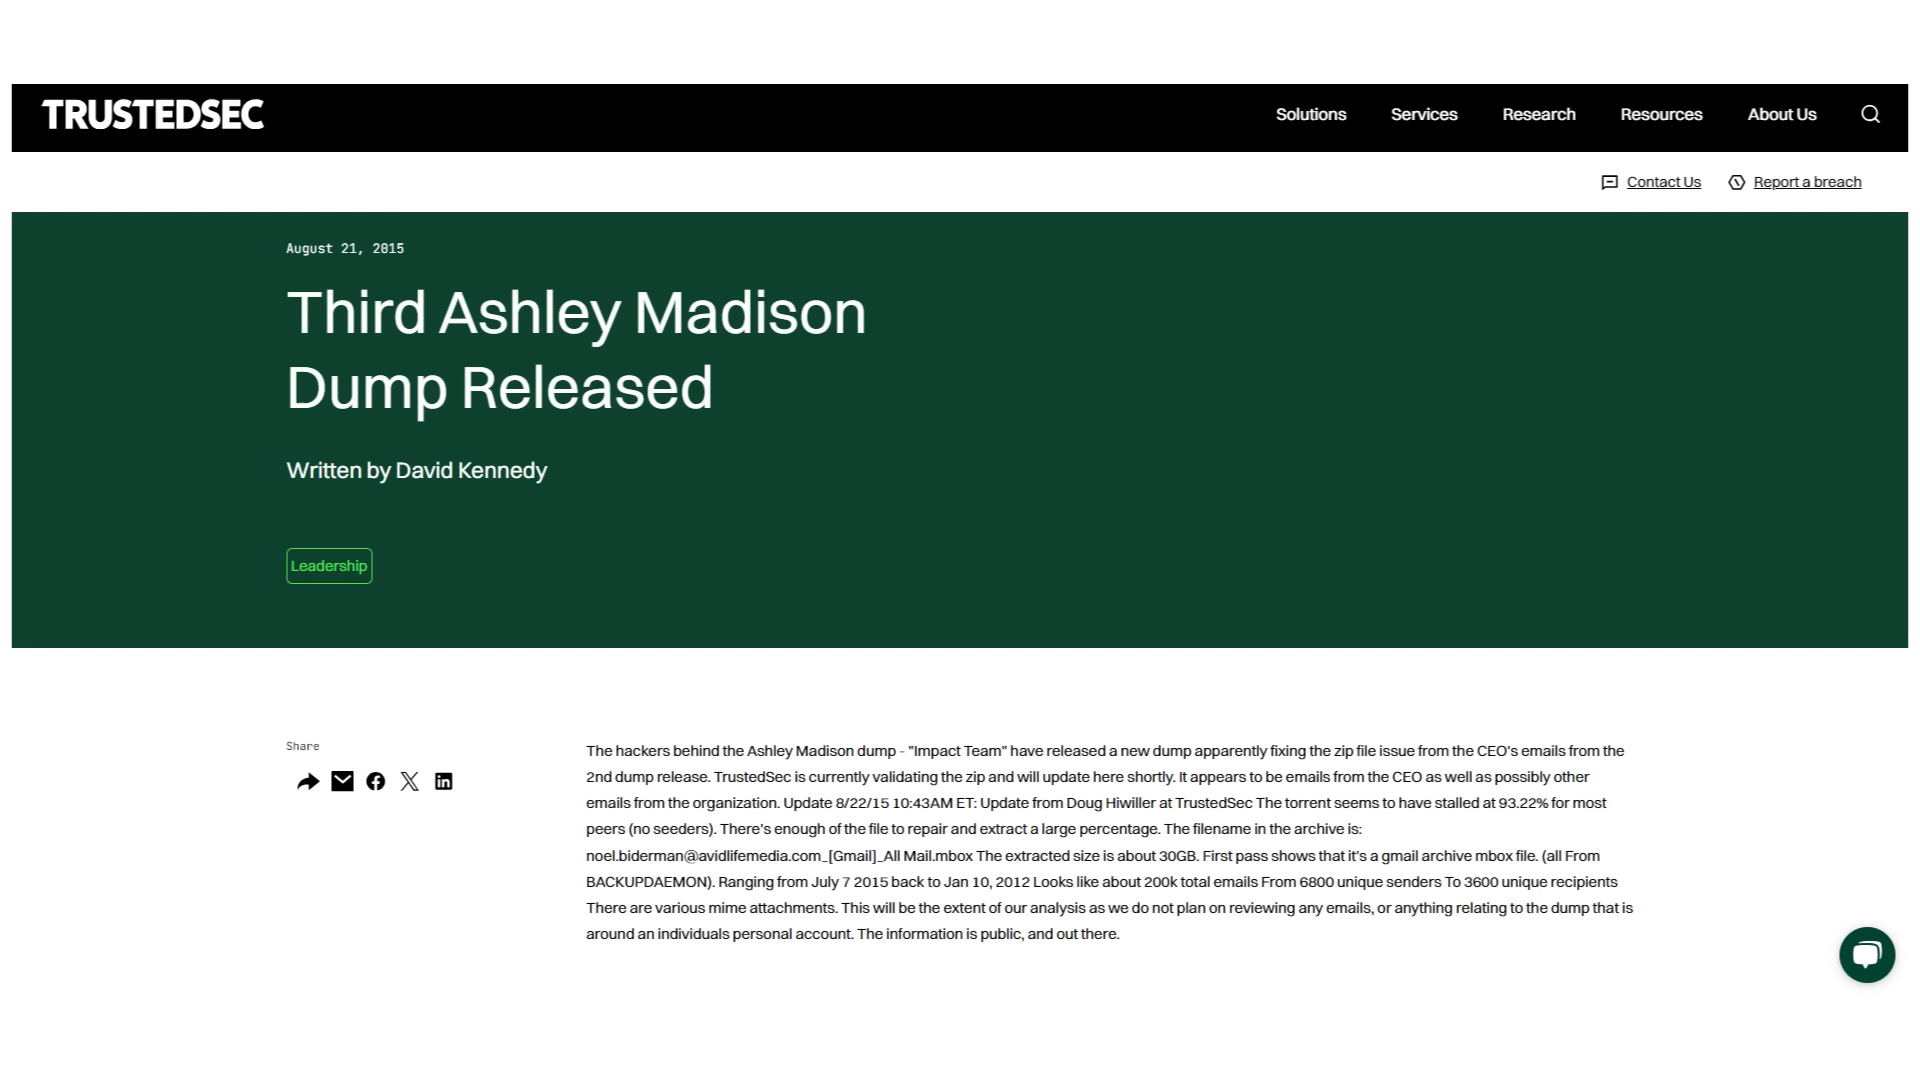 TRUSTEDSEC
Solutions Services Research Resources About Us
Contact Us Report a breach
August 21, 2015
Third Ashley Madison
Dump Released
Written by David Kennedy
Leadership
Share
The hackers behind the Ashley Madison dump - "Impact Team" have released a new dump apparently fixing the zip file issue from the CEO's emails from the
2nd dump release. TrustedSec is currently validating the zip and will update here shortly. It appears to be emails from the CEO as well as possibly other
emails from the organization. Update 8/22/15 10:43AM ET: Update from Doug Hiwiller at TrustedSec The torrent seems to have stalled at 93.22% for most
peers (no seeders). There's enough of the file to repair and extract a large percentage. The filename in the archive is:
noel.biderman@avidlifemedia.com_[Gmail]_All Mail.mbox The extracted size is about 30GB. First pass shows that it's a gmail archive mbox file. (all From
BACKUPDAEMON). Ranging from July 7 2015 back to Jan 10, 2012 Looks like about 200k total emails From 6800 unique senders To 3600 unique recipients
There are various mime attachments. This will be the extent of our analysis as we do not plan on reviewing any emails, or anything relating to the dump that is
around an individuals personal account. The information is public, and out there.